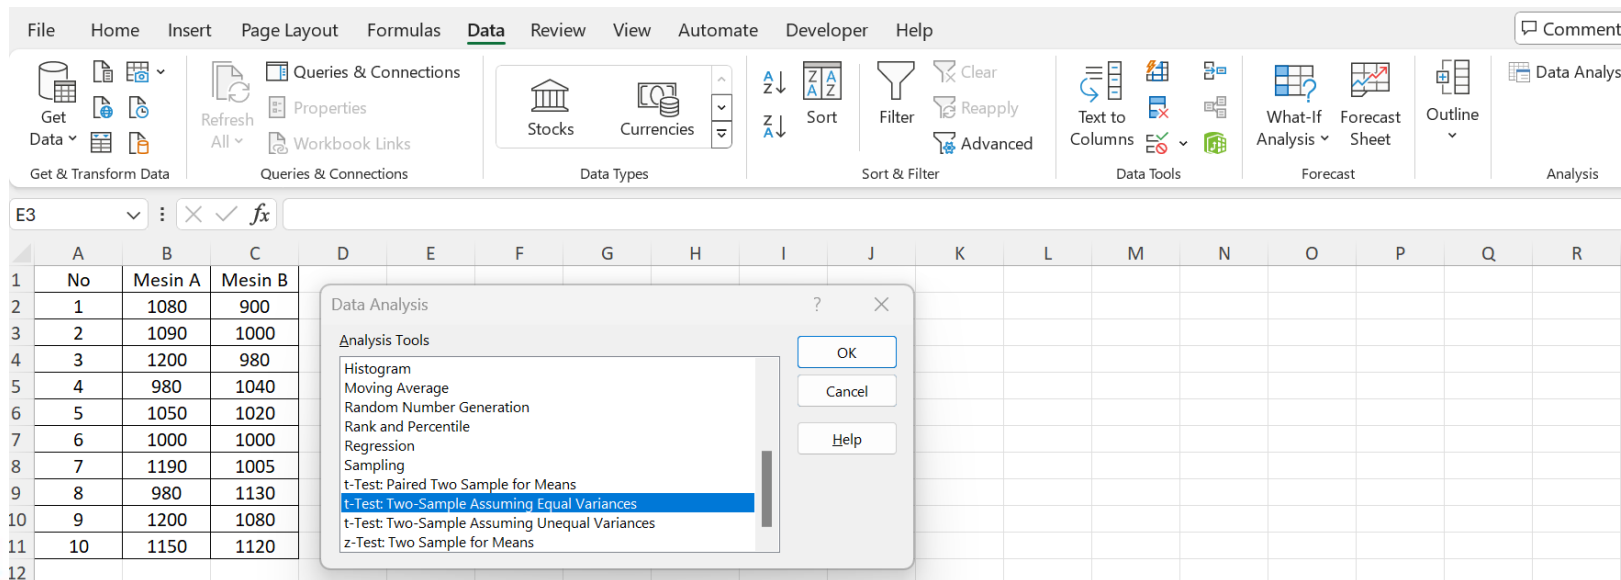 File Home Insert Page Layout Formulas Data Review View Automate Developer Help Comment
Get Data
Refresh All
Queries & Connections
Properties
Workbook Links
Stocks
Currencies
Sort
Filter
Clear
Reapply
Advanced
Text to Columns
What-If Analysis
Forecast Sheet
Outline
Data Analys
Get & Transform Data Queries & Connections Data Types Sort & Filter Data Tools Forecast Analysis
E3 fx
A B C D E F G H I J K L M N O P Q R
1 No Mesin A Mesin B
2 1 1080 900
3 2 1090 1000
4 3 1200 980
5 4 980 1040
6 5 1050 1020
7 6 1000 1000
8 7 1190 1005
9 8 980 1130
10 9 1200 1080
11 10 1150 1120
12
Data Analysis ?
Analysis Tools
Histogram
Moving Average
Random Number Generation
Rank and Percentile
Regression
Sampling
t-Test: Paired Two Sample for Means
t-Test: Two-Sample Assuming Equal Variances
t-Test: Two-Sample Assuming Unequal Variances
z-Test: Two Sample for Means
OK
Cancel
Help